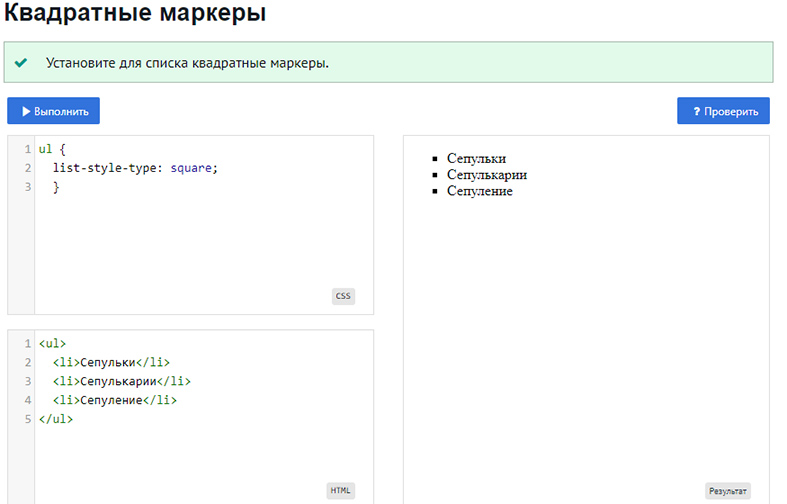 Квадратные маркеры
Установите для списка квадратные маркеры.
Выполнить
? Проверить
1 ul {
2 list-style-type: square;
3 }
CSS
1 <ul>
2 <li>Сепульки</li>
3 <li>Сепулькарии</li>
4 <li>Сепуление</li>
5 </ul>
HTML
Сепульки
Сепулькарии
Сепуление
Результат